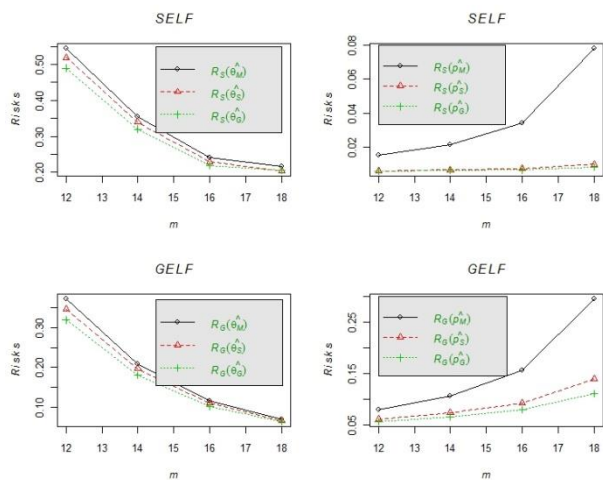 SELF
Risks
0.20 0.30 0.40 0.50
R_S(θ̂_M)
R_S(θ̂_S)
R_S(θ̂_G)
12 13 14 15 16 17 18
m
SELF
Risks
0.02 0.04 0.06 0.08
R_S(p̂_M)
R_S(p̂_S)
R_S(p̂_G)
12 13 14 15 16 17 18
m
GELF
Risks
0.10 0.20 0.30
R_G(θ̂_M)
R_G(θ̂_S)
R_G(θ̂_G)
12 13 14 15 16 17 18
m
GELF
Risks
0.05 0.15 0.25
R_G(p̂_M)
R_G(p̂_S)
R_G(p̂_G)
12 13 14 15 16 17 18
m